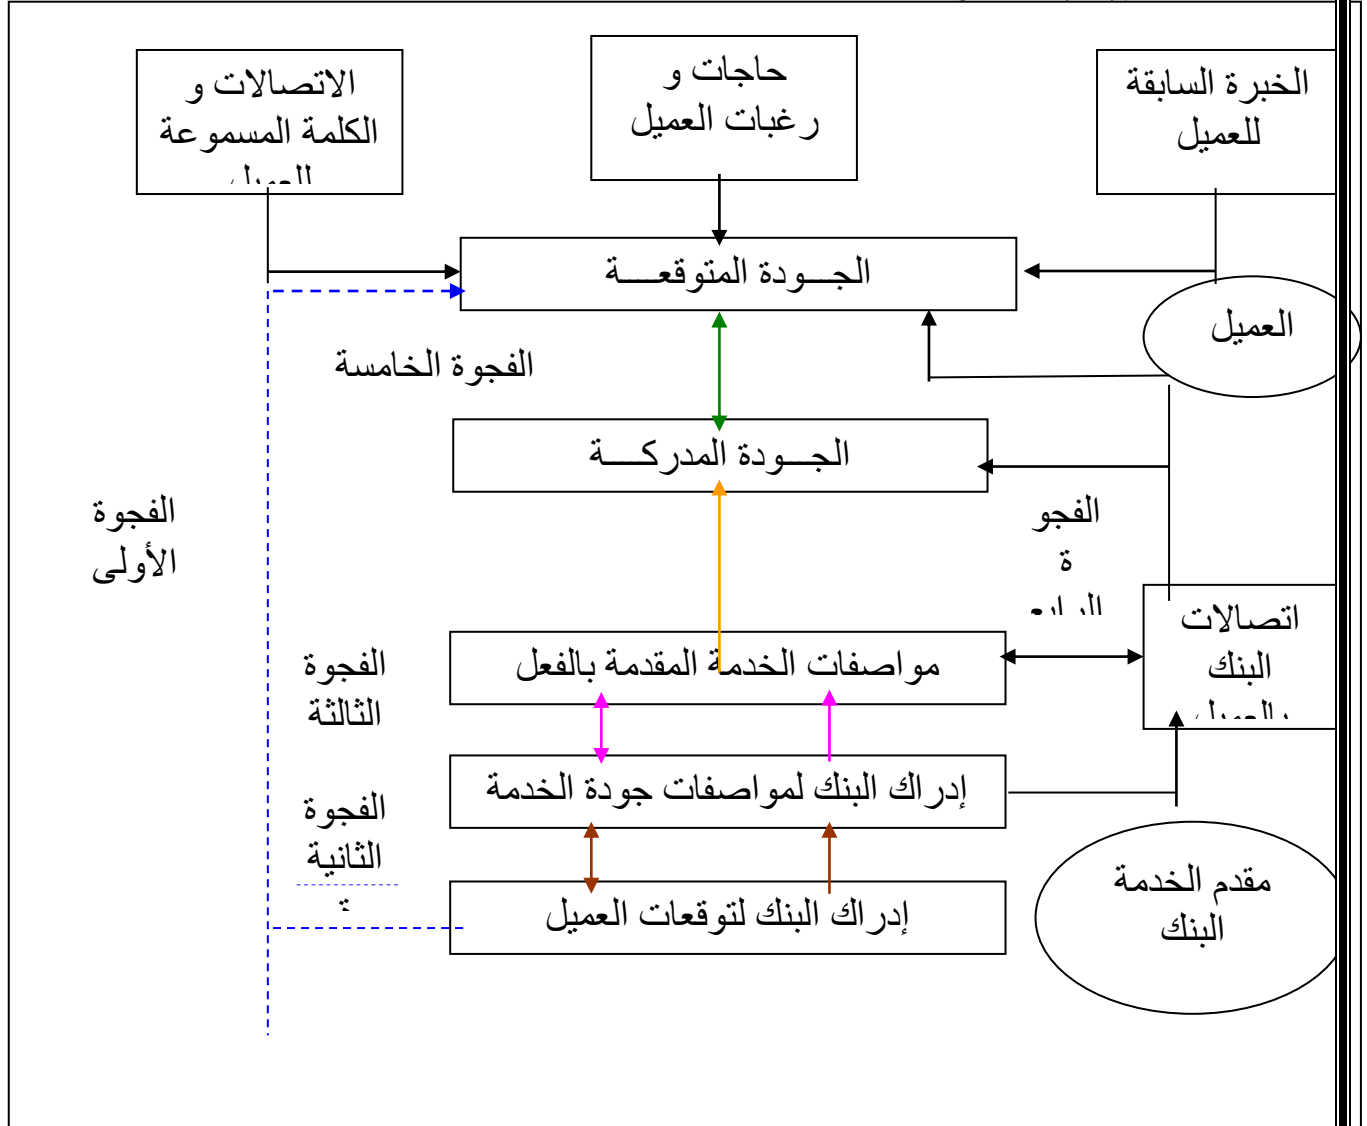 الخبرة السابقة
للعميل
حاجات و
رغبات العميل
الاتصالات و
الكلمة المسموعة
الجـــودة المتوقعـــــة
العميل
الفجوة الخامسة
الجـــودة المدركـــــة
الفجو
ة
الفجوة
الأولى
اتصالات
البنك
مواصفات الخدمة المقدمة بالفعل
الفجوة
الثالثة
إدراك البنك لمواصفات جودة الخدمة
الفجوة
الثانية
مقدم الخدمة
البنك
إدراك البنك لتوقعات العميل